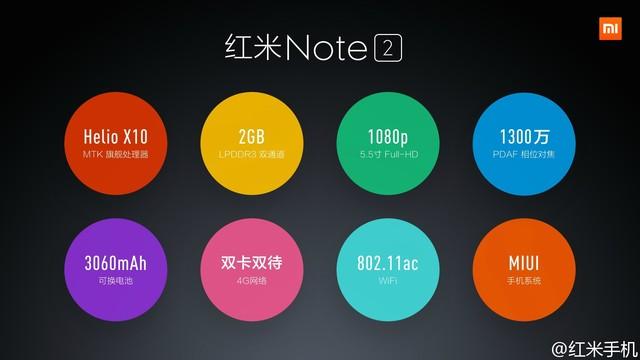 红米Note 2
mi
Helio X10
MTK 旗舰处理器
2GB
LPDDR3 双通道
1080p
5.5寸 Full-HD
1300万
PDAF 相位对焦
3060mAh
可换电池
双卡双待
4G网络
802.11ac
WiFi
MIUI
手机系统
@红米手机